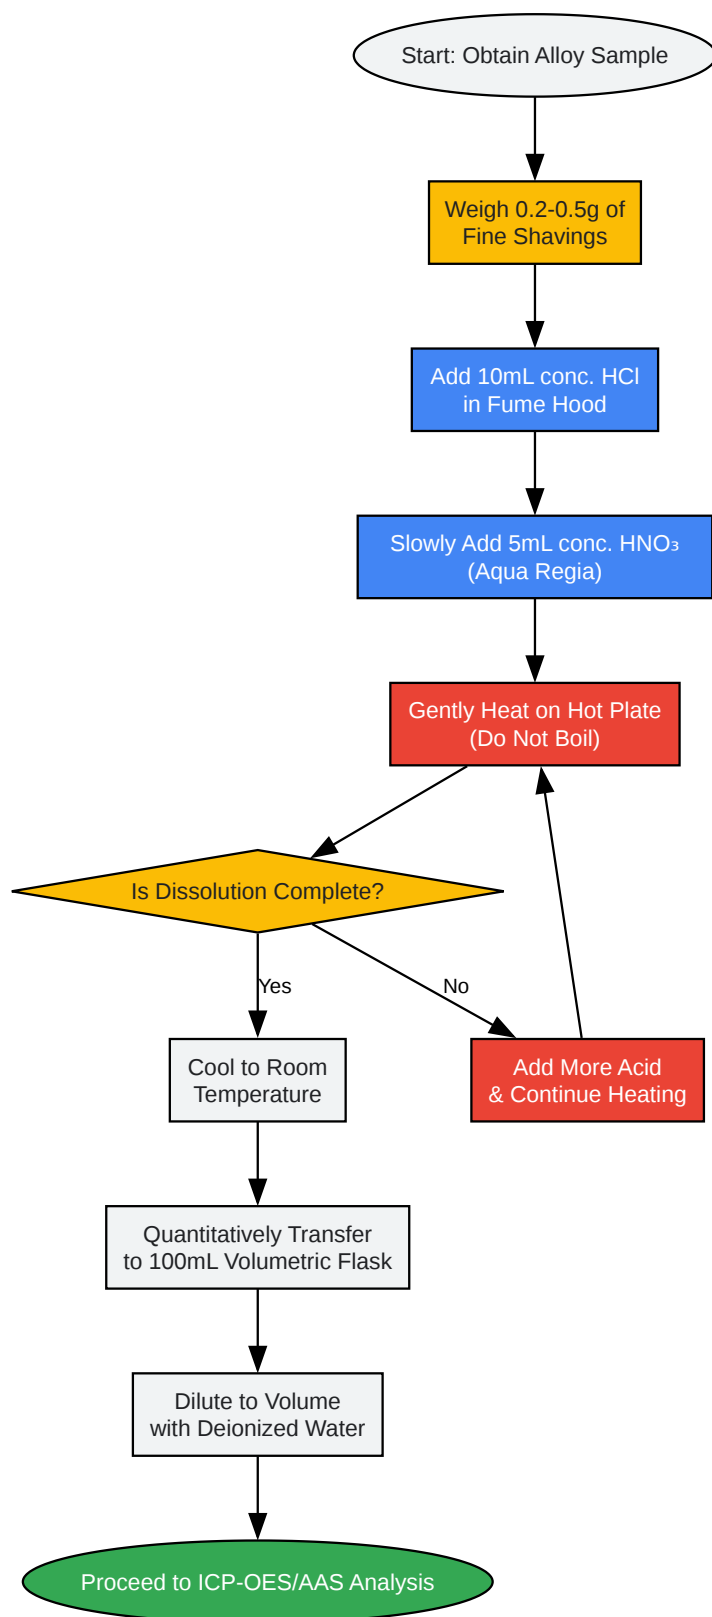 Start: Obtain Alloy Sample
Weigh 0.2-0.5g of
Fine Shavings
Add 10mL conc. HCl
in Fume Hood
Slowly Add 5mL conc. HNO₃
(Aqua Regia)
Gently Heat on Hot Plate
(Do Not Boil)
Is Dissolution Complete?
Yes
No
Cool to Room
Temperature
Add More Acid
& Continue Heating
Quantitatively Transfer
to 100mL Volumetric Flask
Dilute to Volume
with Deionized Water
Proceed to ICP-OES/AAS Analysis